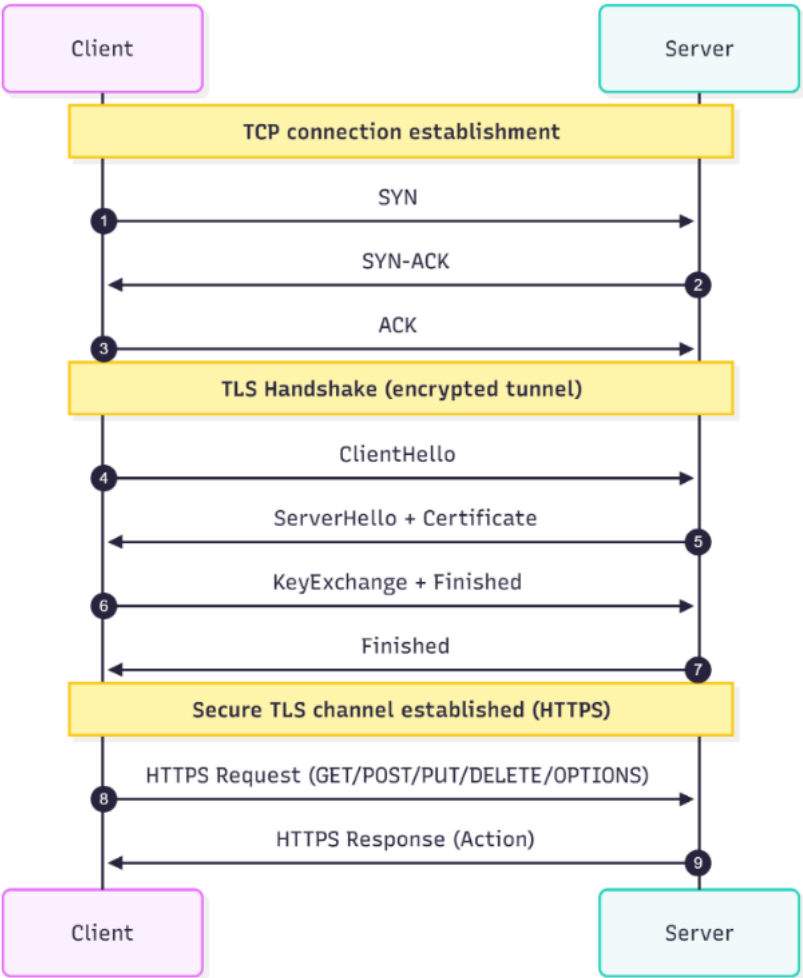 Client
Server
TCP connection establishment
SYN
1
SYN-ACK
2
ACK
3
TLS Handshake (encrypted tunnel)
ClientHello
4
ServerHello + Certificate
5
KeyExchange + Finished
6
Finished
7
Secure TLS channel established (HTTPS)
HTTPS Request (GET/POST/PUT/DELETE/OPTIONS)
8
HTTPS Response (Action)
9
Client
Server